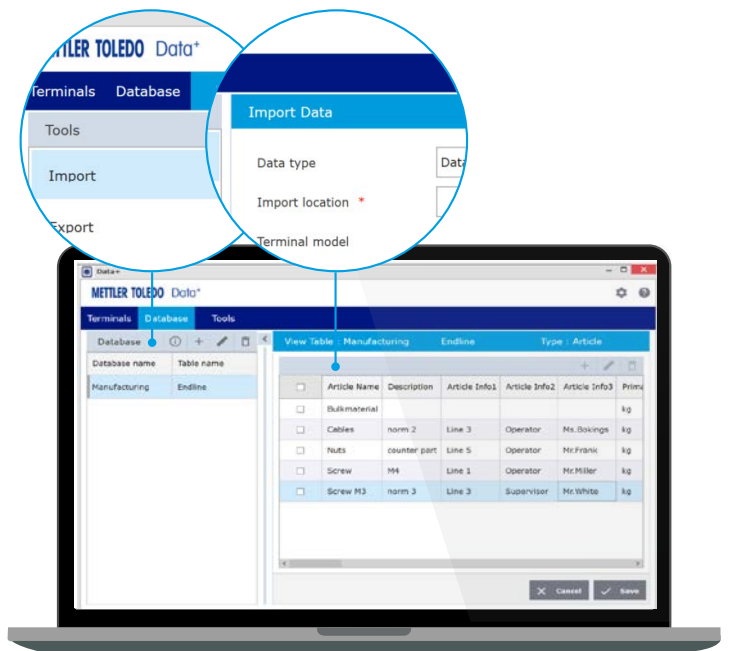 METTLER TOLEDO Data+
Terminals Database
Tools
Import
Export
Import Data
Data type Data
Import location *
Terminal model
Data+
METTLER TOLEDO Data+
Terminals Database Tools
Database
Database name Table name
Manufacturing Endline
View Table : Manufacturing Endline Type : Article
Article Name Description Article Info1 Article Info2 Article Info3 Prima
Bulkmaterial kg
Cables norm 2 Line 3 Operator Ms.Bokings kg
Nuts counter part Line 5 Operator Mr.Frank kg
Screw M4 Line 1 Operator Mr.Miller kg
Screw M3 norm 3 Line 3 Supervisor Mr.White kg
Cancel Save